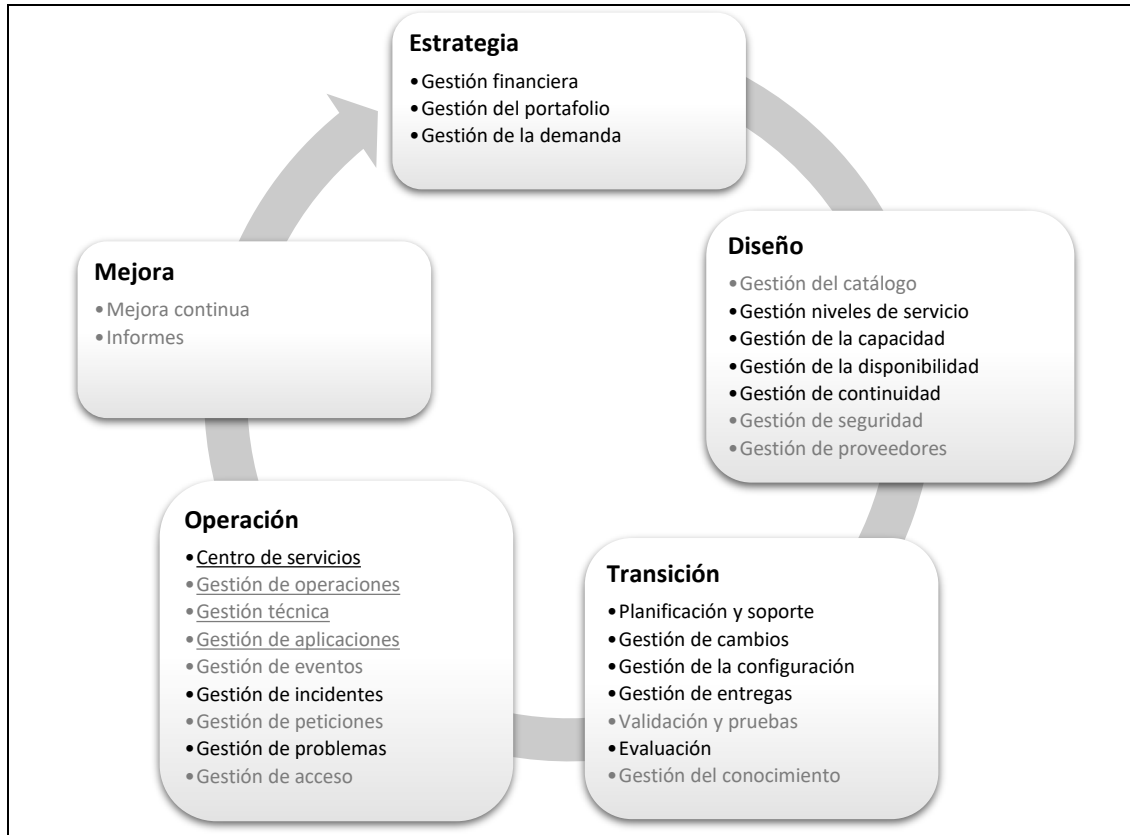 Estrategia
•Gestión financiera
•Gestión del portafolio
•Gestión de la demanda
Diseño
•Gestión del catálogo
•Gestión niveles de servicio
•Gestión de la capacidad
•Gestión de la disponibilidad
•Gestión de continuidad
•Gestión de seguridad
•Gestión de proveedores
Transición
•Planificación y soporte
•Gestión de cambios
•Gestión de la configuración
•Gestión de entregas
•Validación y pruebas
•Evaluación
•Gestión del conocimiento
Operación
•Centro de servicios
•Gestión de operaciones
•Gestión técnica
•Gestión de aplicaciones
•Gestión de eventos
•Gestión de incidentes
•Gestión de peticiones
•Gestión de problemas
•Gestión de acceso
Mejora
•Mejora continua
•Informes